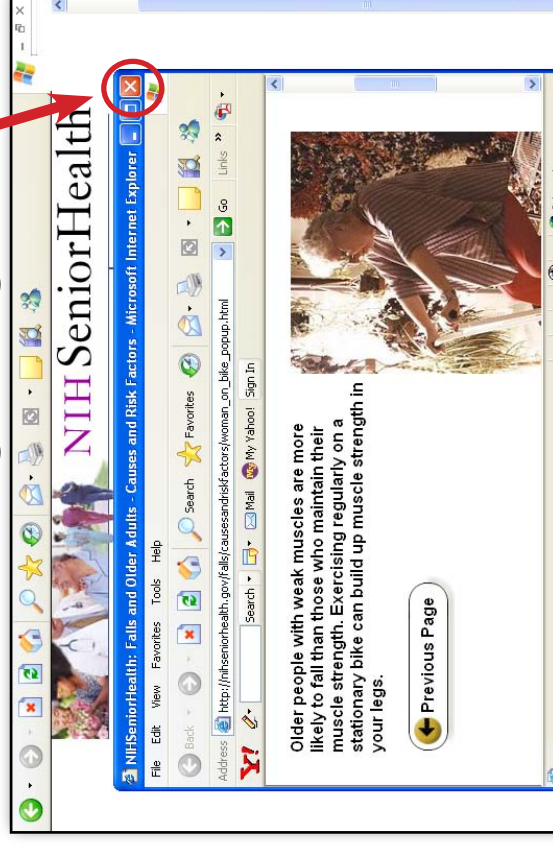 NIH SeniorHealth
NIHSeniorHealth: Falls and Older Adults - Causes and Risk Factors - Microsoft Internet Explorer
File Edit View Favorites Tools Help
Back Search Favorites
Address http://nihseniorhealth.gov/falls/causesandriskfactors/woman_on_bike_popup.html Go Links »
Y! Search Mail My Yahoo! Sign In
Older people with weak muscles are more
likely to fall than those who maintain their
muscle strength. Exercising regularly on a
stationary bike can build up muscle strength in
your legs.
Previous Page